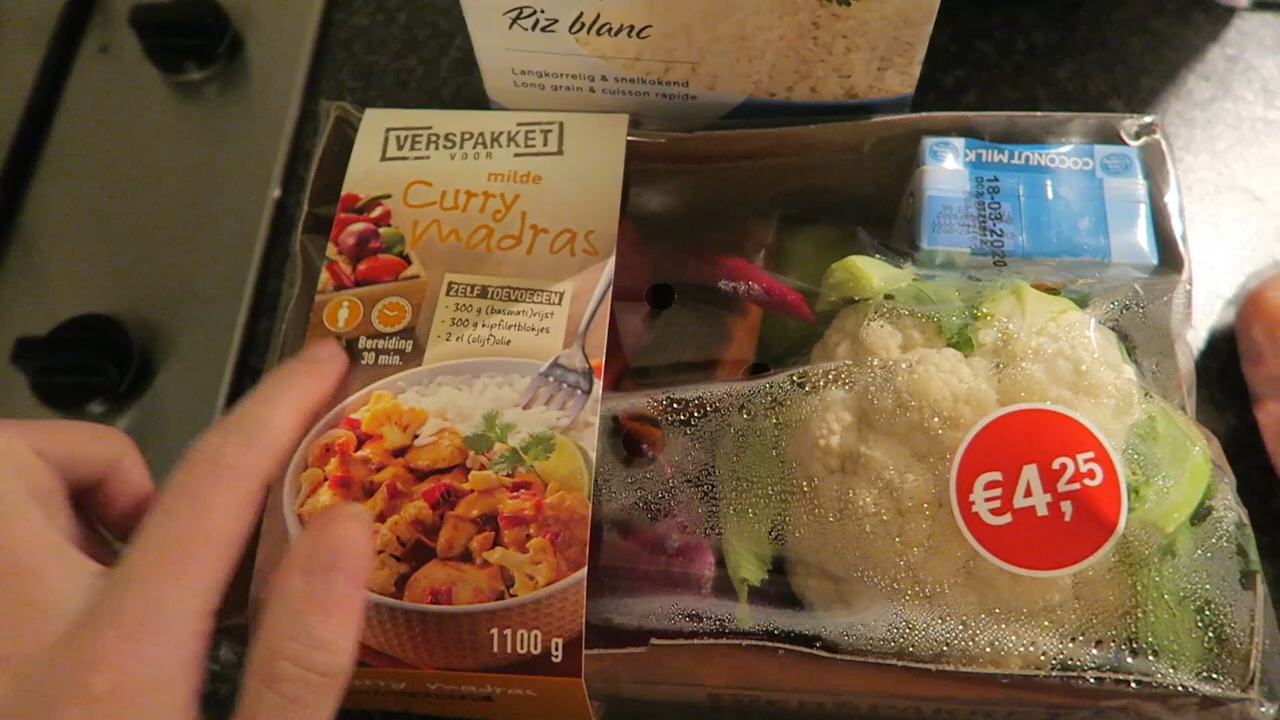 Riz blanc
Langkorrelig & snelkokend
Long grain & cuisson rapide
VERSPAKKET
VOOR
milde
Curry
madras
ZELF TOEVOEGEN
- 300 g (basmati)rijst
- 300 g kipfiletblokjes
- 2 el (olijf)olie
Bereiding
30 min.
1100 g
COCONUT MILK
18-03-2020
€4,25